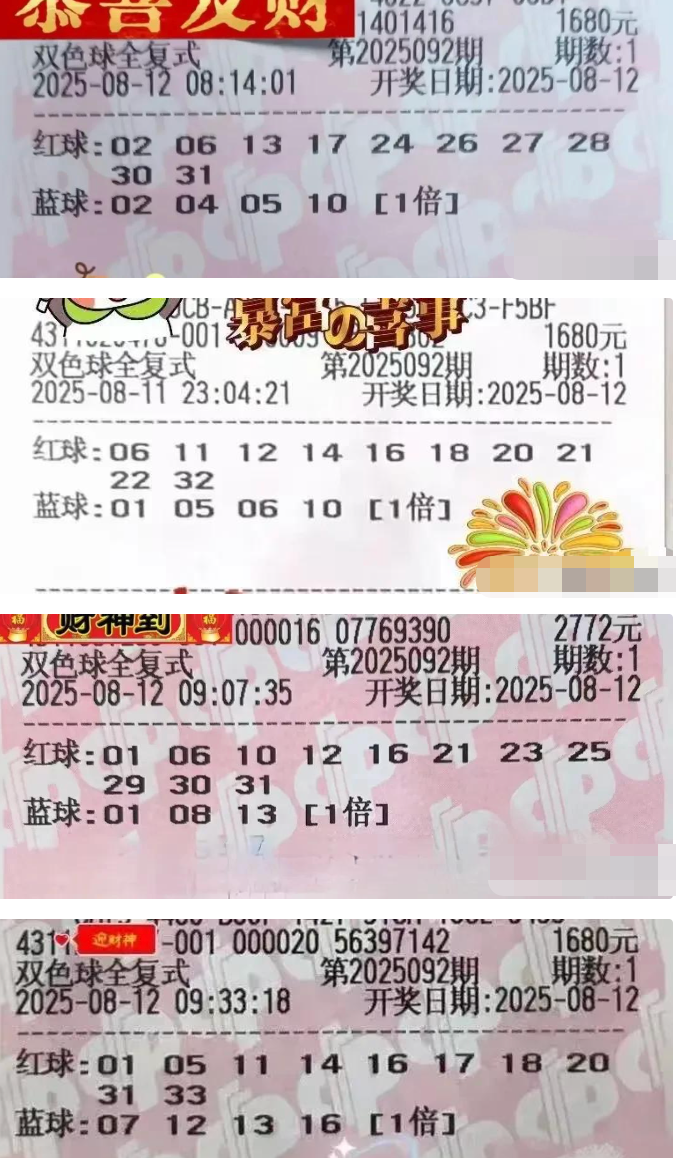 恭喜发财
1401416 1680元
双色球全复式 第2025092期 期数:1
2025-08-12 08:14:01 开奖日期:2025-08-12
红球:02 06 13 17 24 26 27 28
30 31
蓝球:02 04 05 10 [1倍]
暴富の喜事
-001 1680元
双色球全复式 第2025092期 期数:1
2025-08-11 23:04:21 开奖日期:2025-08-12
红球:06 11 12 14 16 18 20 21
22 32
蓝球:01 05 06 10 [1倍]
福 财神到 福
000016 07769390 2772元
双色球全复式 第2025092期 期数:1
2025-08-12 09:07:35 开奖日期:2025-08-12
红球:01 06 10 12 16 21 23 25
29 30 31
蓝球:01 08 13 [1倍]
迎财神
-001 000020 56397142 1680元
双色球全复式 第2025092期 期数:1
2025-08-12 09:33:18 开奖日期:2025-08-12
红球:01 05 11 14 16 17 18 20
31 33
蓝球:07 12 13 16 [1倍]